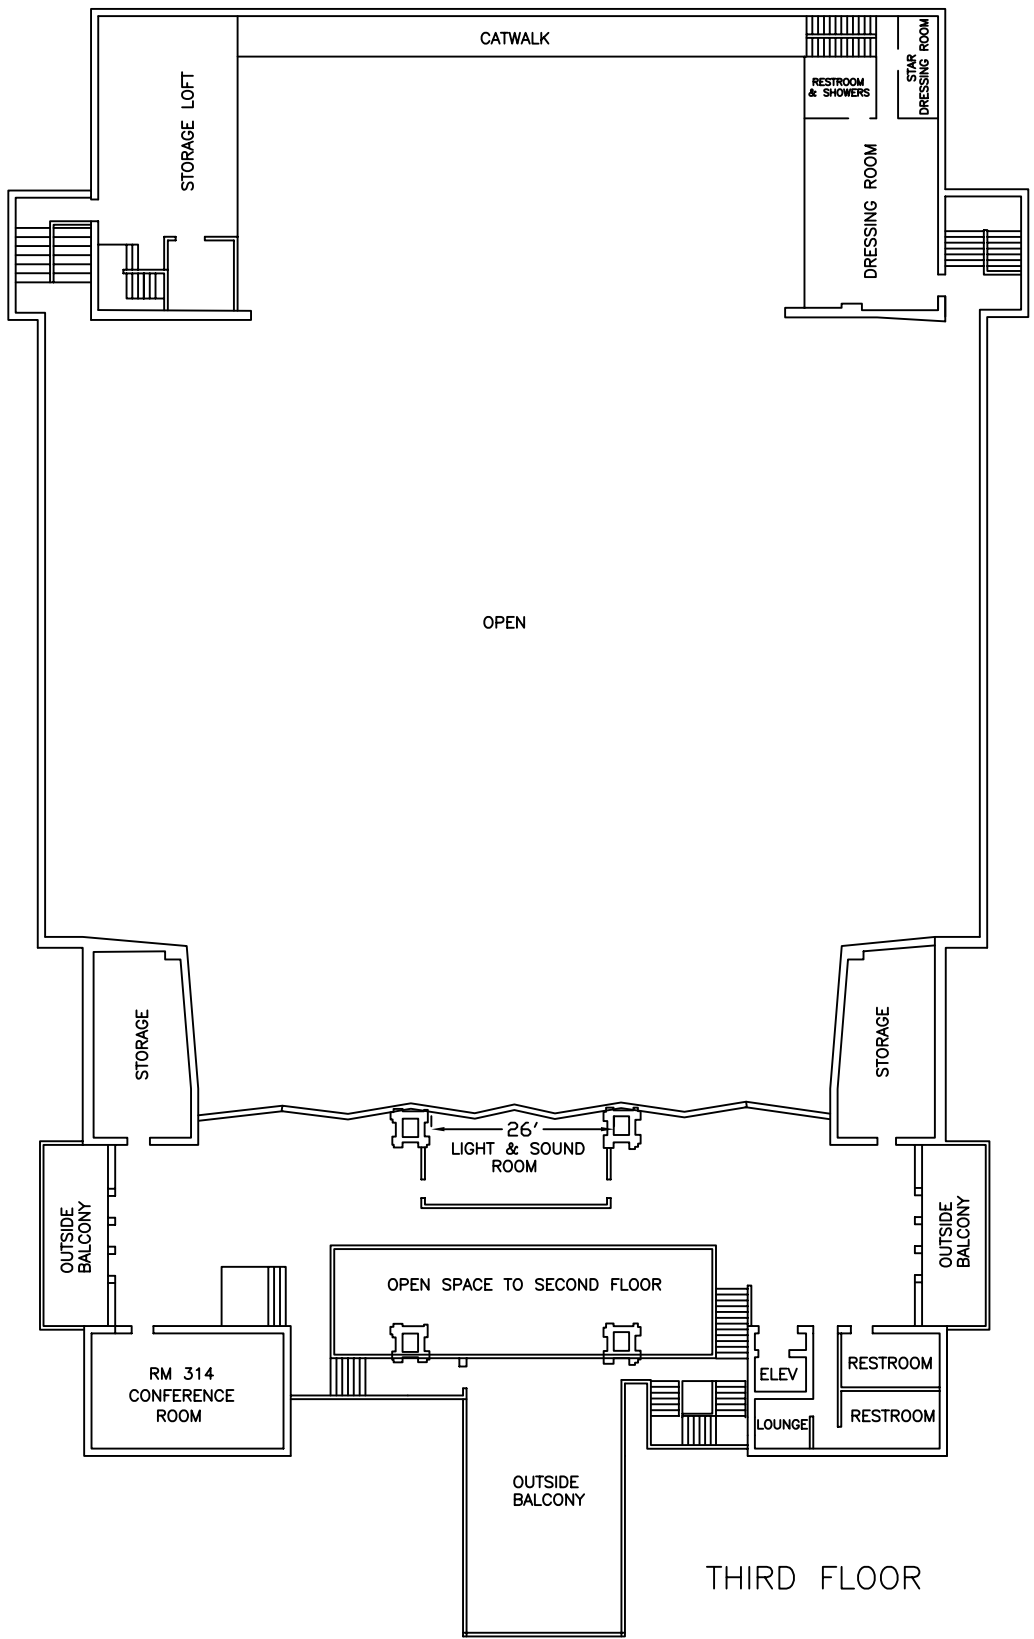 CATWALK
STORAGE LOFT
RESTROOM
& SHOWERS
STAR
DRESSING ROOM
DRESSING ROOM
OPEN
STORAGE
STORAGE
26'
LIGHT & SOUND
ROOM
OUTSIDE
BALCONY
OUTSIDE
BALCONY
OPEN SPACE TO SECOND FLOOR
RM 314
CONFERENCE
ROOM
ELEV
RESTROOM
LOUNGE
RESTROOM
OUTSIDE
BALCONY
THIRD FLOOR